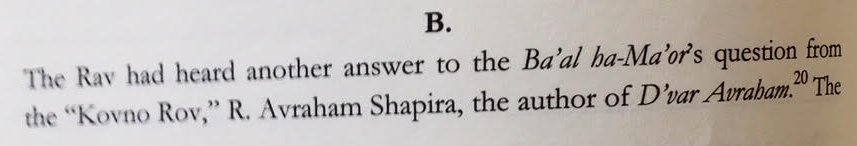 B.
The Rav had heard another answer to the Ba'al ha-Ma'or's question from
the “Kovno Rov,” R. Avraham Shapira, the author of D'var Avraham.20 The